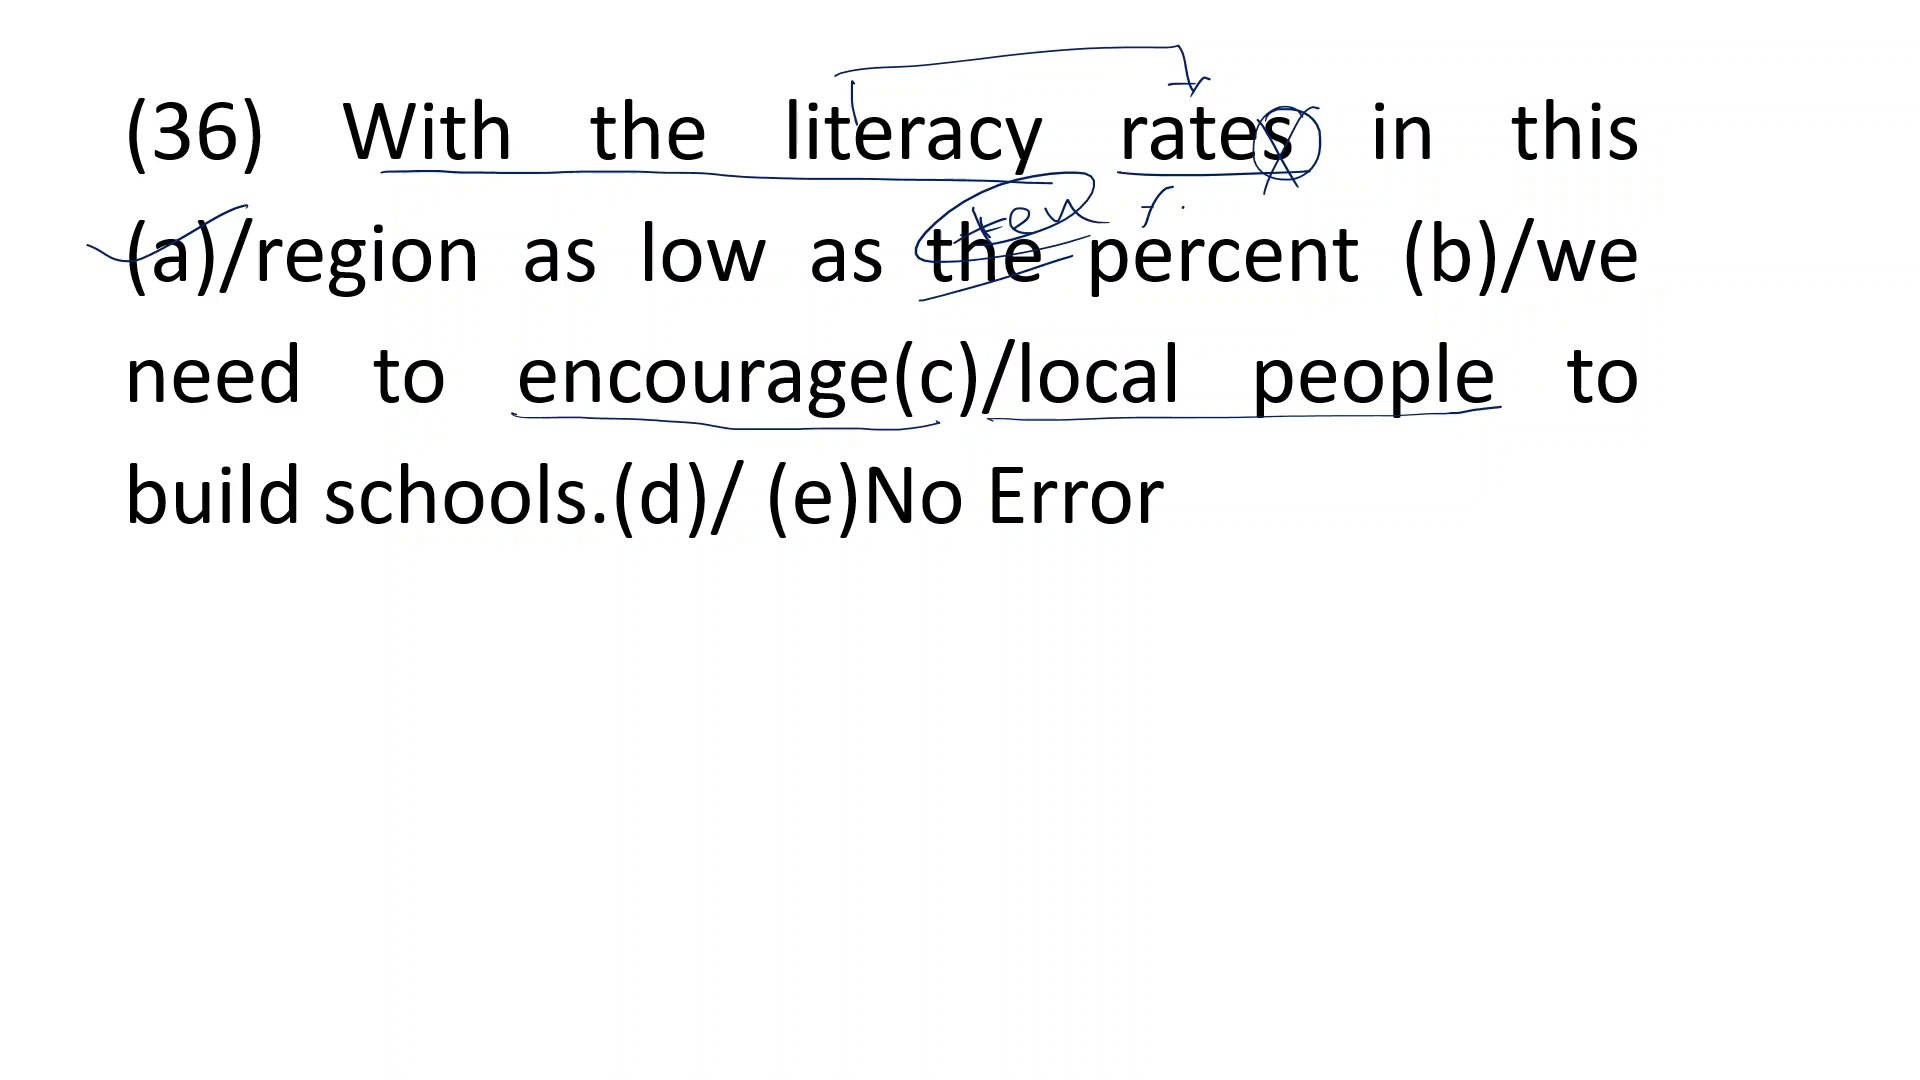 (36) With the literacy rates in this
ten
(a)/region as low as the percent (b)/we
need to encourage(c)/local people to
build schools.(d)/ (e)No Error